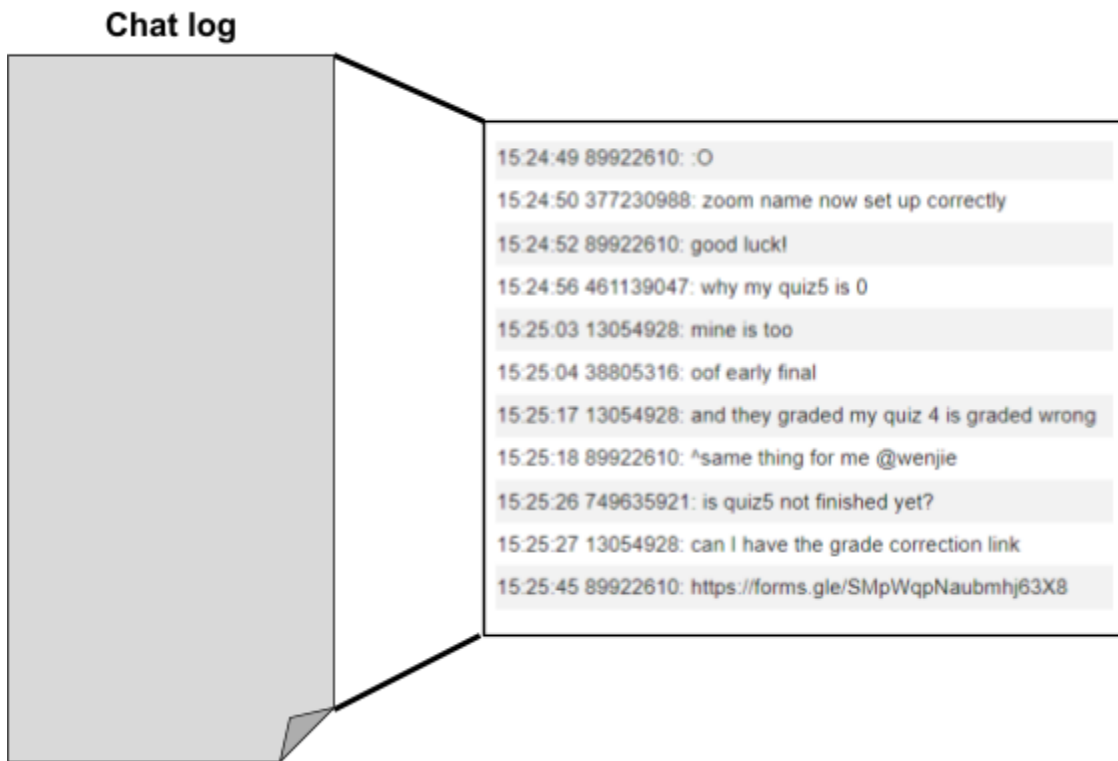 Chat log
15:24:49 89922610: :O
15:24:50 377230988: zoom name now set up correctly
15:24:52 89922610: good luck!
15:24:56 461139047: why my quiz5 is 0
15:25:03 13054928: mine is too
15:25:04 38805316: oof early final
15:25:17 13054928: and they graded my quiz 4 is graded wrong
15:25:18 89922610: ^same thing for me @wenjie
15:25:26 749635921: is quiz5 not finished yet?
15:25:27 13054928: can I have the grade correction link
15:25:45 89922610: https://forms.gle/SMpWqpNaubmhj63X8